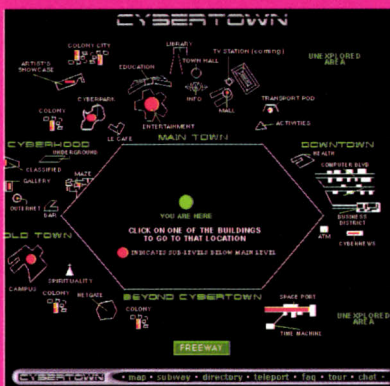 CYBERTOWN
COLONY CITY
LIBRARY
TV STATION (coming)
UNEXPLORED AREA
TOWN HALL
ARTIST'S SHOWCASE
EDUCATION
INFO
MALL
COLONY
CYBERPARK
TRANSPORT POD
LE CAFE
ENTERTAINMENT
ACTIVITIES
CYBERHOOD
MAIN TOWN
DOWNTOWN
UNDERGROUND
HEALTH
CLASSIFIED
COMPUTER BLVD
GALLERY
MAZE
OUTERNET
BAR
YOU ARE HERE
BUSINESS DISTRICT
CLICK ON ONE OF THE BUILDINGS
TO GO TO THAT LOCATION
ATM
CYBERNEWS
OLD TOWN
INDICATES SUB-LEVELS BELOW MAIN LEVEL
SPIRITUALITY
CAMPUS
COLONY
BEYOND CYBERTOWN
COLONY
SPACE PORT
UNEXPLORED AREA
TIME MACHINE
FREEWAY
CYBERTOWN • map • subway • directory • teleport • faq • tour • chat •